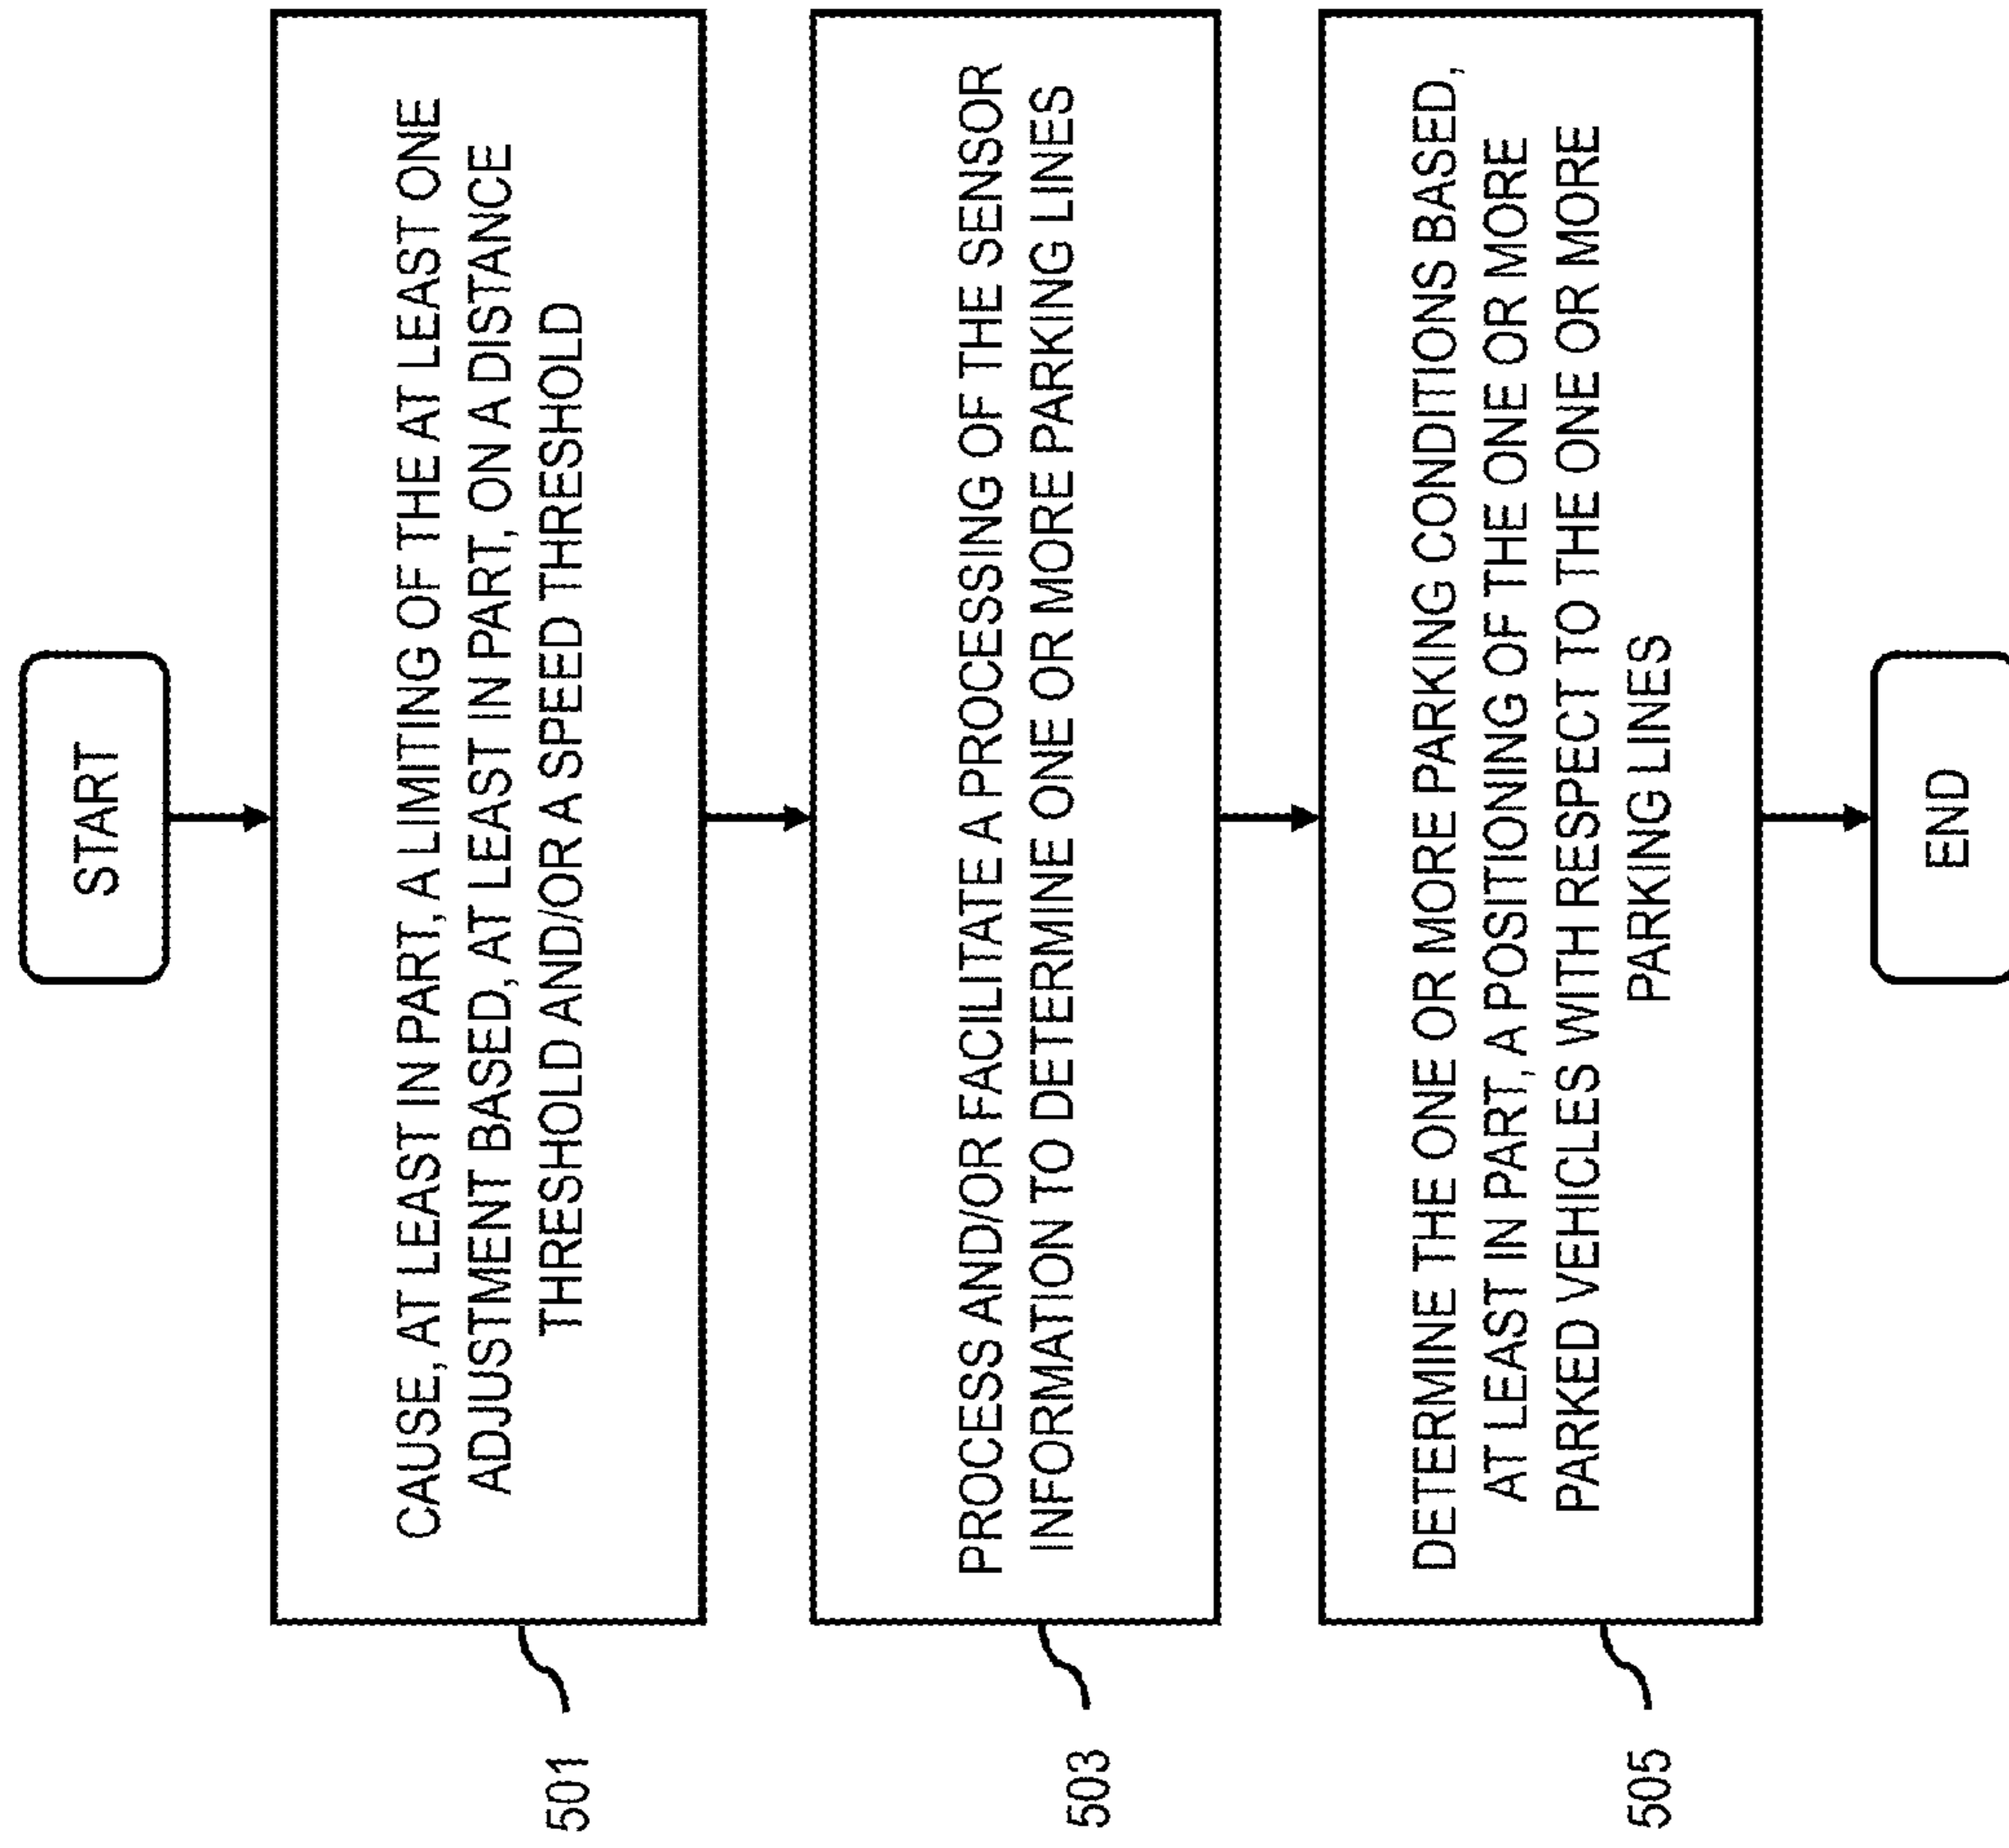 START
CAUSE, AT LEAST IN PART, A LIMITING OF THE AT LEAST ONE
ADJUSTMENT BASED, AT LEAST IN PART, ON A DISTANCE
THRESHOLD AND/OR A SPEED THRESHOLD
501
PROCESS AND/OR FACILITATE A PROCESSING OF THE SENSOR
INFORMATION TO DETERMINE ONE OR MORE PARKING LINES
503
DETERMINE THE ONE OR MORE PARKING CONDITIONS BASED,
AT LEAST IN PART, A POSITIONING OF THE ONE OR MORE
PARKED VEHICLES WITH RESPECT TO THE ONE OR MORE
PARKING LINES
505
END